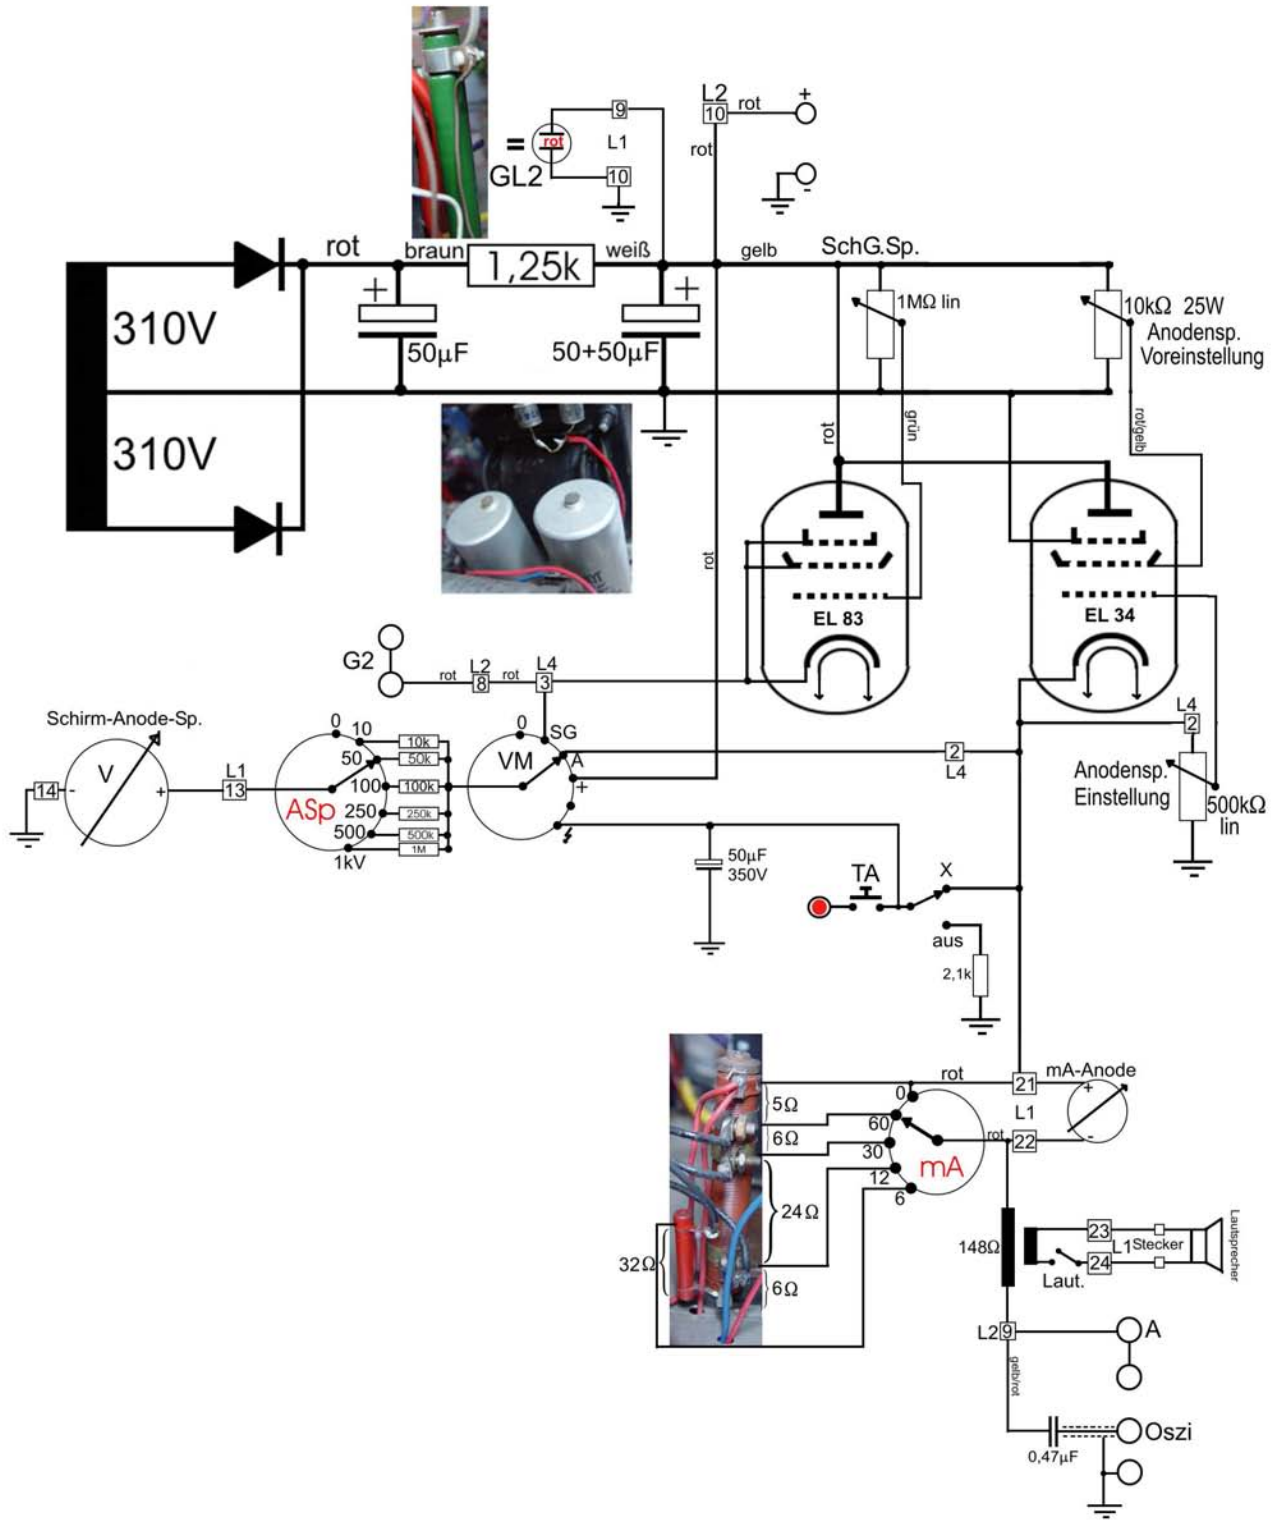 L2
10 rot
+
9
rot
L1
rot
=
GL2
10
-
rot
braun
1,25k
weiß
gelb
SchG.Sp.
+
+
310V
50µF
50+50µF
1MΩ lin
10kΩ 25W
Anodensp.
Voreinstellung
310V
rot
grün
rot/gelb
rot
EL 83
EL 34
G2
rot
L2
8
rot
L4
3
Schirm-Anode-Sp.
V
-
+
14
L1
13
0
10
50
100
250
500
1kV
ASp
10k
50k
100k
250k
500k
1M
0
SG
VM
A
+
2
L4
L4
2
Anodensp.
Einstellung
500kΩ
lin
50µF
350V
TA
X
aus
2,1k
rot
21
mA-Anode
+
-
L1
rot
22
0
60
30
12
6
mA
5Ω
6Ω
24Ω
32Ω
6Ω
148Ω
23
L1
Stecker
24
Laut.
Lautsprecher
L2
9
A
gelb/rot
0,47µF
Oszi